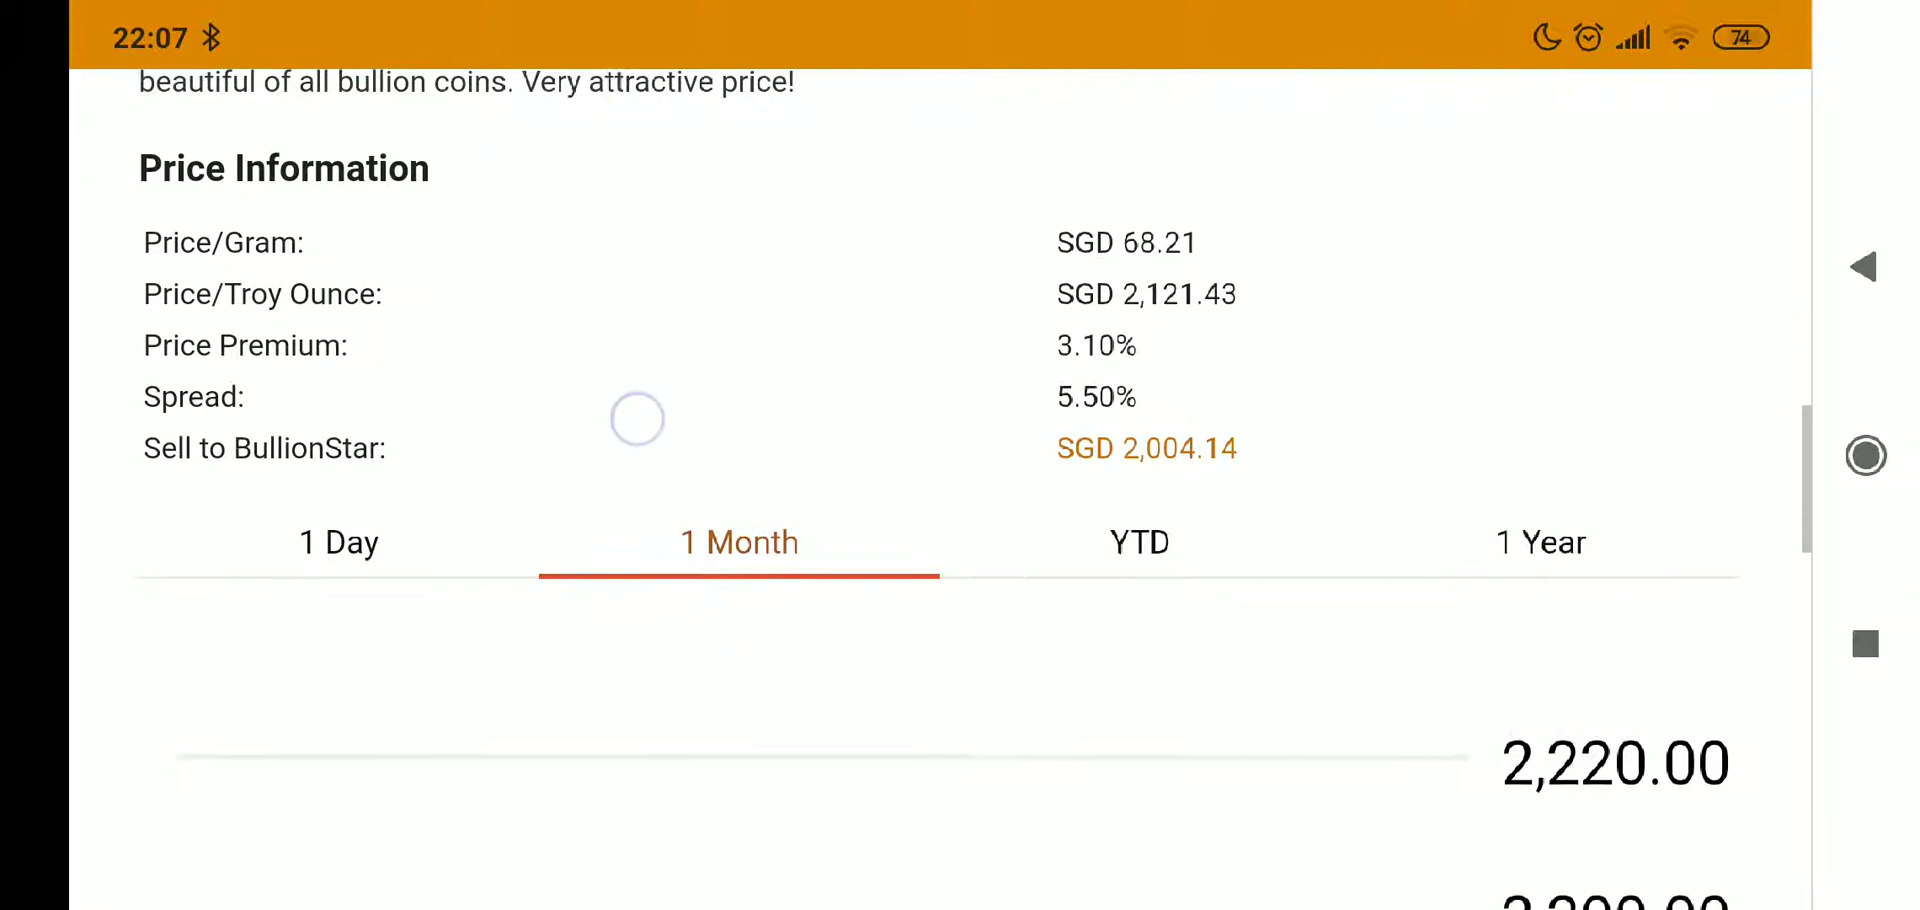 22:07
74
beautiful of all bullion coins. Very attractive price!
Price Information
Price/Gram: SGD 68.21
Price/Troy Ounce: SGD 2,121.43
Price Premium: 3.10%
Spread: 5.50%
Sell to BullionStar: SGD 2,004.14
1 Day 1 Month YTD 1 Year
2,220.00